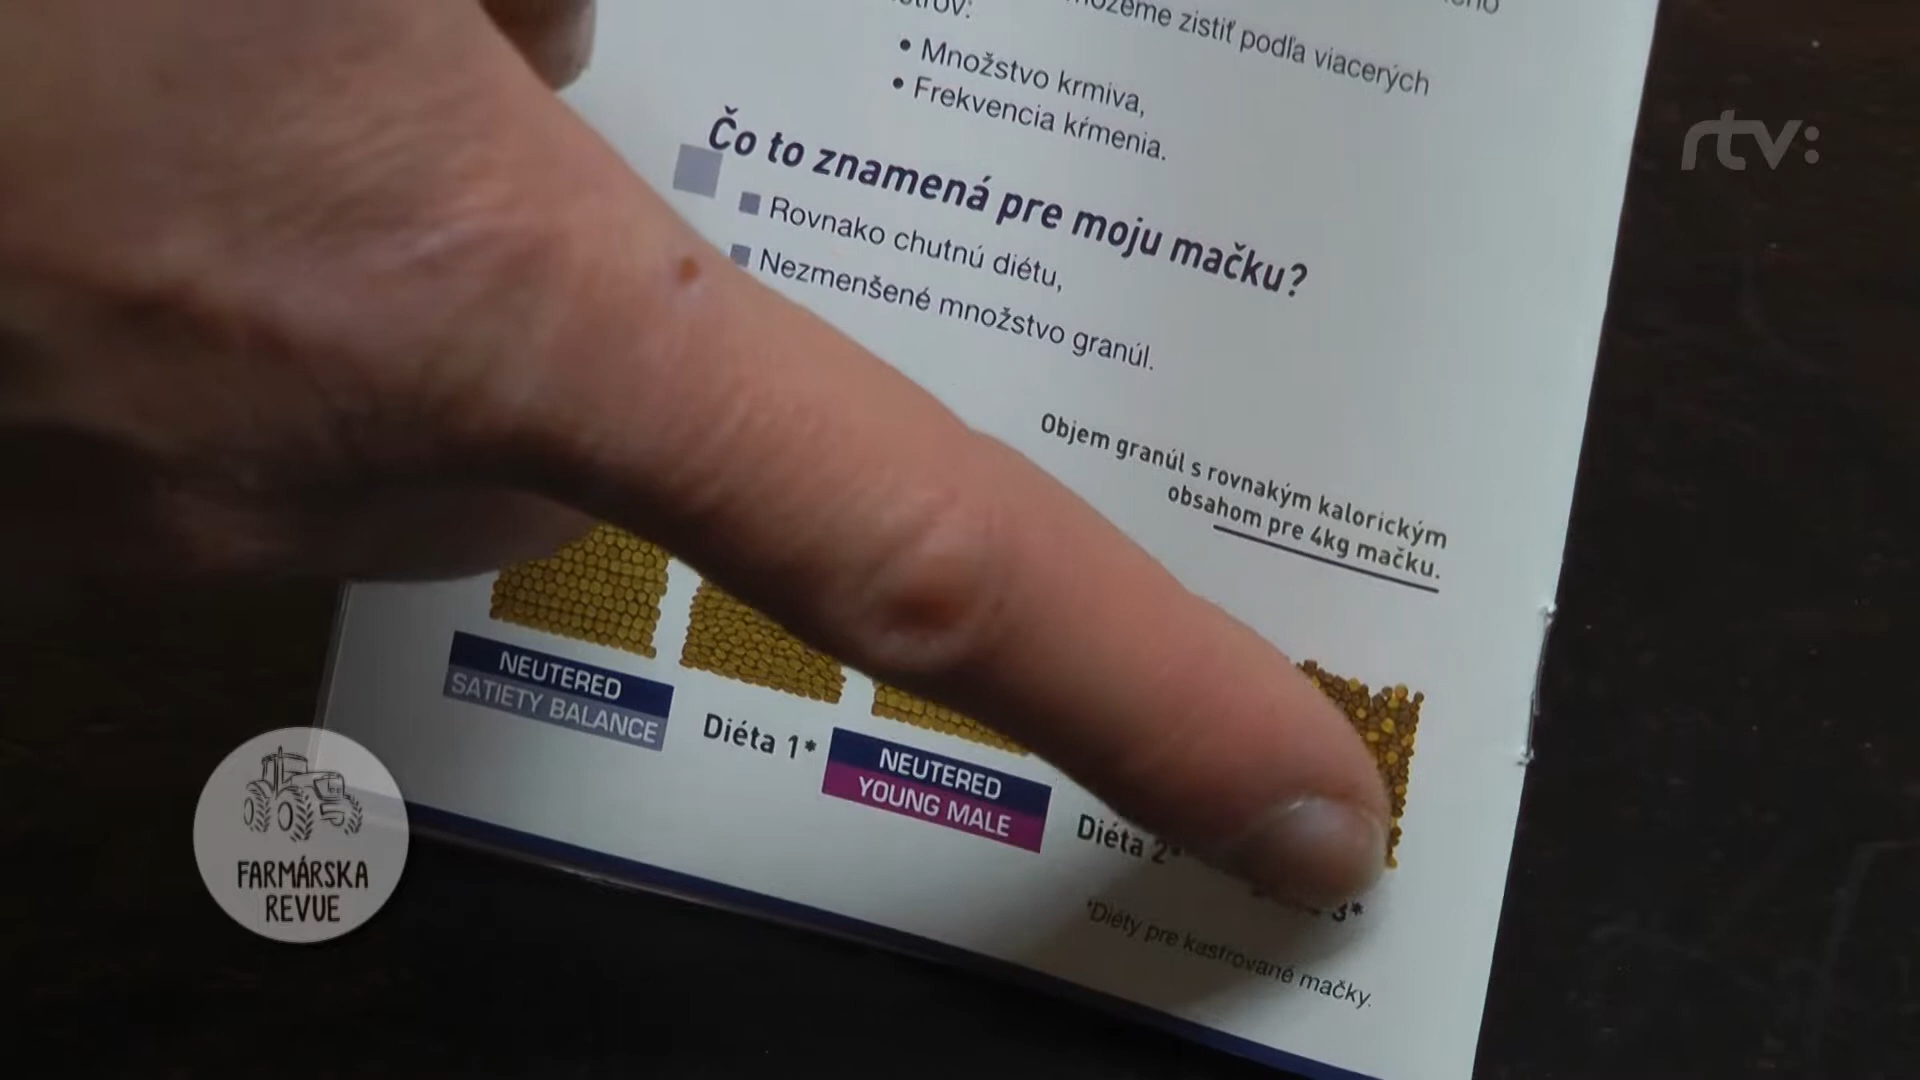 môžeme zistiť podľa viacerých
• Množstvo krmiva,
• Frekvencia kŕmenia.
Čo to znamená pre moju mačku?
Rovnako chutnú diétu,
Nezmenšené množstvo granúl.
Objem granúl s rovnakým kalorickým
obsahom pre 4kg mačku.
NEUTERED
SATIETY BALANCE
Diéta 1*
NEUTERED
YOUNG MALE
Diéta 2*
3*
*Diéty pre kastrované mačky.
rtv:
FARMÁRSKA
REVUE